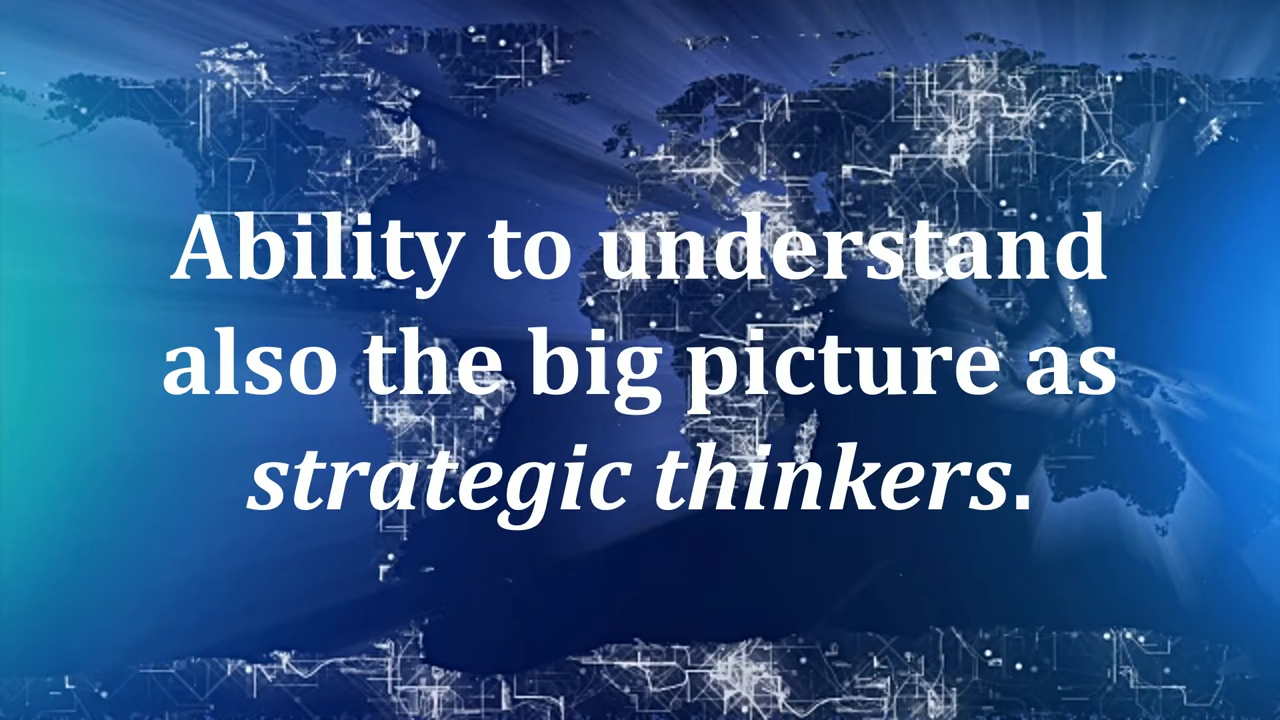 Ability to understand
also the big picture as
strategic thinkers.